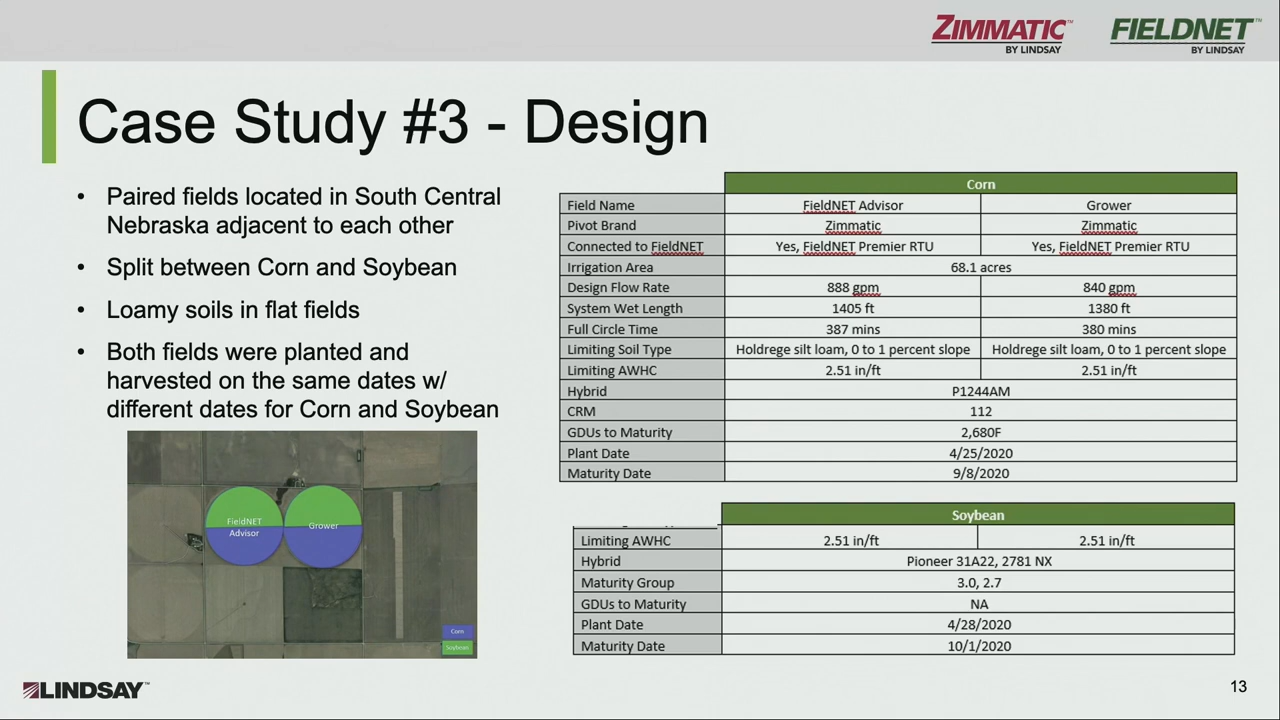 ZIMMATIC™
BY LINDSAY
FIELDNET™
BY LINDSAY
Case Study #3 - Design
• Paired fields located in South Central
Nebraska adjacent to each other
• Split between Corn and Soybean
• Loamy soils in flat fields
• Both fields were planted and
harvested on the same dates w/
different dates for Corn and Soybean
FieldNET
Advisor
Grower
Corn
Soybean
Corn
Field Name FieldNET Advisor Grower
Pivot Brand Zimmatic Zimmatic
Connected to FieldNET Yes, FieldNET Premier RTU Yes, FieldNET Premier RTU
Irrigation Area 68.1 acres
Design Flow Rate 888 gpm 840 gpm
System Wet Length 1405 ft 1380 ft
Full Circle Time 387 mins 380 mins
Limiting Soil Type Holdrege silt loam, 0 to 1 percent slope Holdrege silt loam, 0 to 1 percent slope
Limiting AWHC 2.51 in/ft 2.51 in/ft
Hybrid P1244AM
CRM 112
GDUs to Maturity 2,680F
Plant Date 4/25/2020
Maturity Date 9/8/2020
Soybean
Limiting AWHC 2.51 in/ft 2.51 in/ft
Hybrid Pioneer 31A22, 2781 NX
Maturity Group 3.0, 2.7
GDUs to Maturity NA
Plant Date 4/28/2020
Maturity Date 10/1/2020
LINDSAY™
13